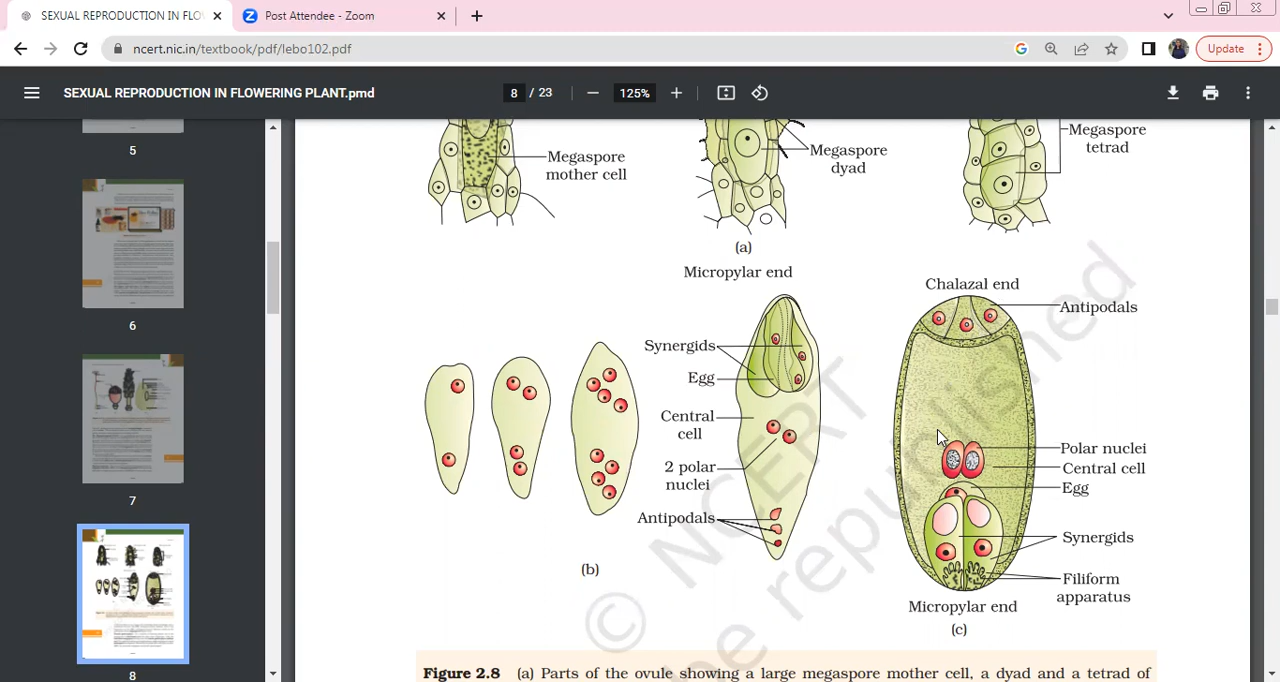 SEXUAL REPRODUCTION IN FLO
Post Attendee - Zoom
ncert.nic.in/textbook/pdf/lebo102.pdf
Update
SEXUAL REPRODUCTION IN FLOWERING PLANT.pmd
8 / 23
125%
5
6
7
8
Megaspore
mother cell
Megaspore
dyad
Megaspore
tetrad
(a)
Micropylar end
Chalazal end
Antipodals
Synergids
Egg
Central
cell
2 polar
nuclei
Antipodals
Polar nuclei
Central cell
Egg
Synergids
Filiform
apparatus
(b)
Micropylar end
(c)
© NCERT
be republished
Figure 2.8 (a) Parts of the ovule showing a large megaspore mother cell, a dyad and a tetrad of